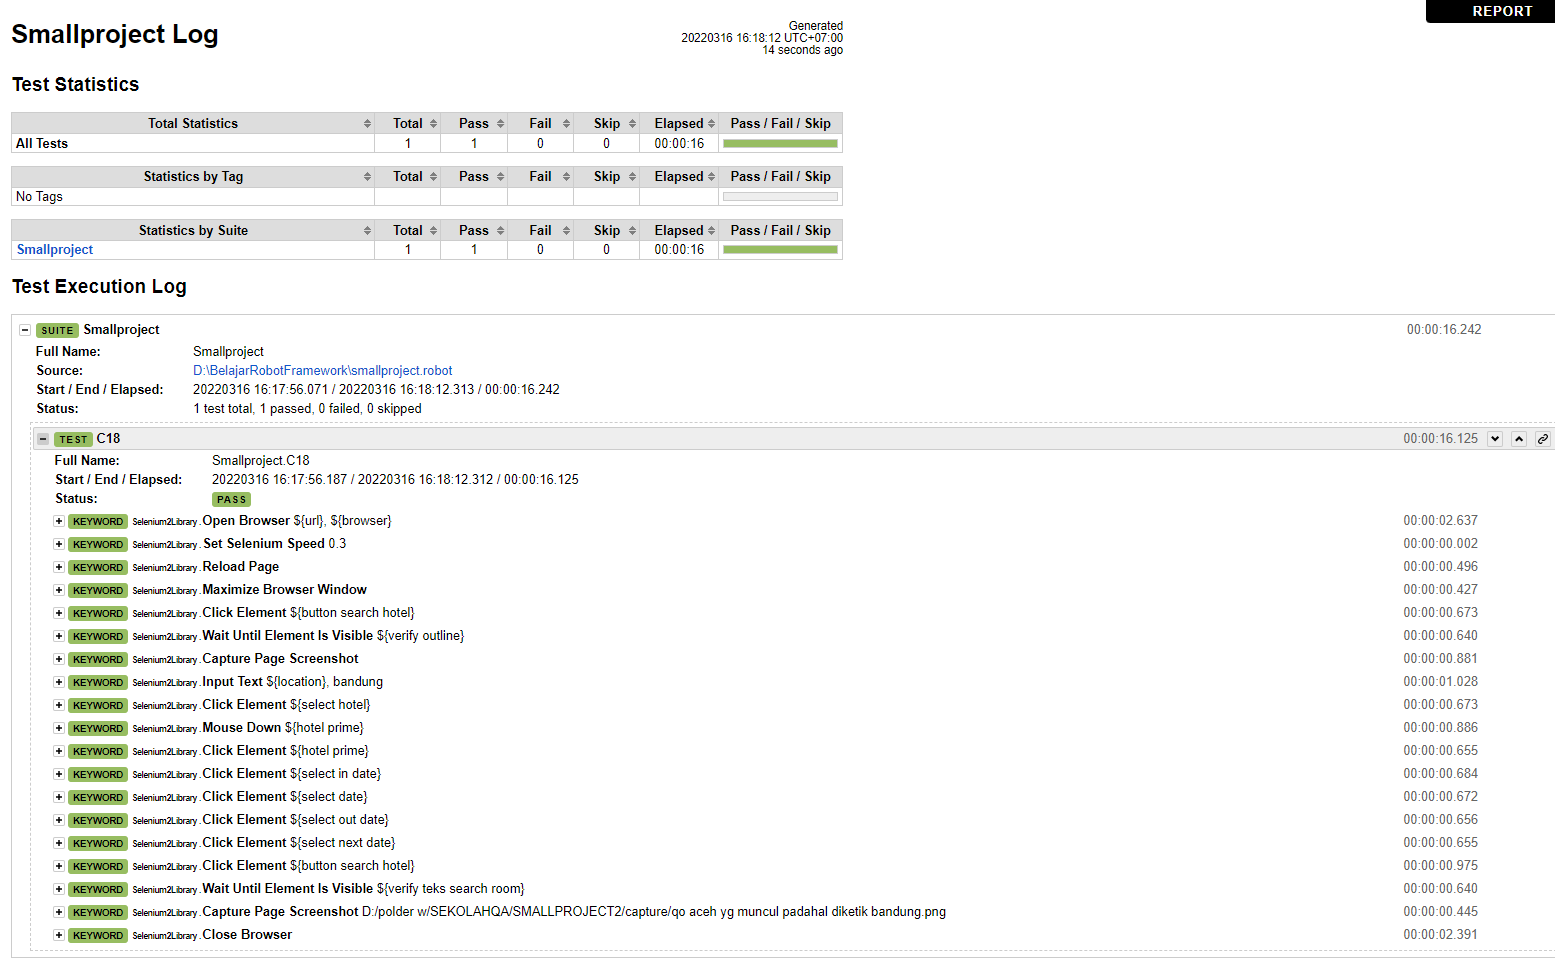 REPORT
Smallproject Log
Generated
20220316 16:18:12 UTC+07:00
14 seconds ago
Test Statistics
Total Statistics Total Pass Fail Skip Elapsed Pass / Fail / Skip
All Tests 1 1 0 0 00:00:16
Statistics by Tag Total Pass Fail Skip Elapsed Pass / Fail / Skip
No Tags
Statistics by Suite Total Pass Fail Skip Elapsed Pass / Fail / Skip
Smallproject 1 1 0 0 00:00:16
Test Execution Log
SUITE Smallproject 00:00:16.242
Full Name: Smallproject
Source: D:\BelajarRobotFramework\smallproject.robot
Start / End / Elapsed: 20220316 16:17:56.071 / 20220316 16:18:12.313 / 00:00:16.242
Status: 1 test total, 1 passed, 0 failed, 0 skipped
TEST C18 00:00:16.125
Full Name: Smallproject.C18
Start / End / Elapsed: 20220316 16:17:56.187 / 20220316 16:18:12.312 / 00:00:16.125
Status: PASS
KEYWORD Selenium2Library.Open Browser ${url}, ${browser} 00:00:02.637
KEYWORD Selenium2Library.Set Selenium Speed 0.3 00:00:00.002
KEYWORD Selenium2Library.Reload Page 00:00:00.496
KEYWORD Selenium2Library.Maximize Browser Window 00:00:00.427
KEYWORD Selenium2Library.Click Element ${button search hotel} 00:00:00.673
KEYWORD Selenium2Library.Wait Until Element Is Visible ${verify outline} 00:00:00.640
KEYWORD Selenium2Library.Capture Page Screenshot 00:00:00.881
KEYWORD Selenium2Library.Input Text ${location}, bandung 00:00:01.028
KEYWORD Selenium2Library.Click Element ${select hotel} 00:00:00.673
KEYWORD Selenium2Library.Mouse Down ${hotel prime} 00:00:00.886
KEYWORD Selenium2Library.Click Element ${hotel prime} 00:00:00.655
KEYWORD Selenium2Library.Click Element ${select in date} 00:00:00.684
KEYWORD Selenium2Library.Click Element ${select date} 00:00:00.672
KEYWORD Selenium2Library.Click Element ${select out date} 00:00:00.656
KEYWORD Selenium2Library.Click Element ${select next date} 00:00:00.655
KEYWORD Selenium2Library.Click Element ${button search hotel} 00:00:00.975
KEYWORD Selenium2Library.Wait Until Element Is Visible ${verify teks search room} 00:00:00.640
KEYWORD Selenium2Library.Capture Page Screenshot D:/polder w/SEKOLAHQA/SMALLPROJECT2/capture/qo aceh yg muncul padahal diketik bandung.png 00:00:00.445
KEYWORD Selenium2Library.Close Browser 00:00:02.391